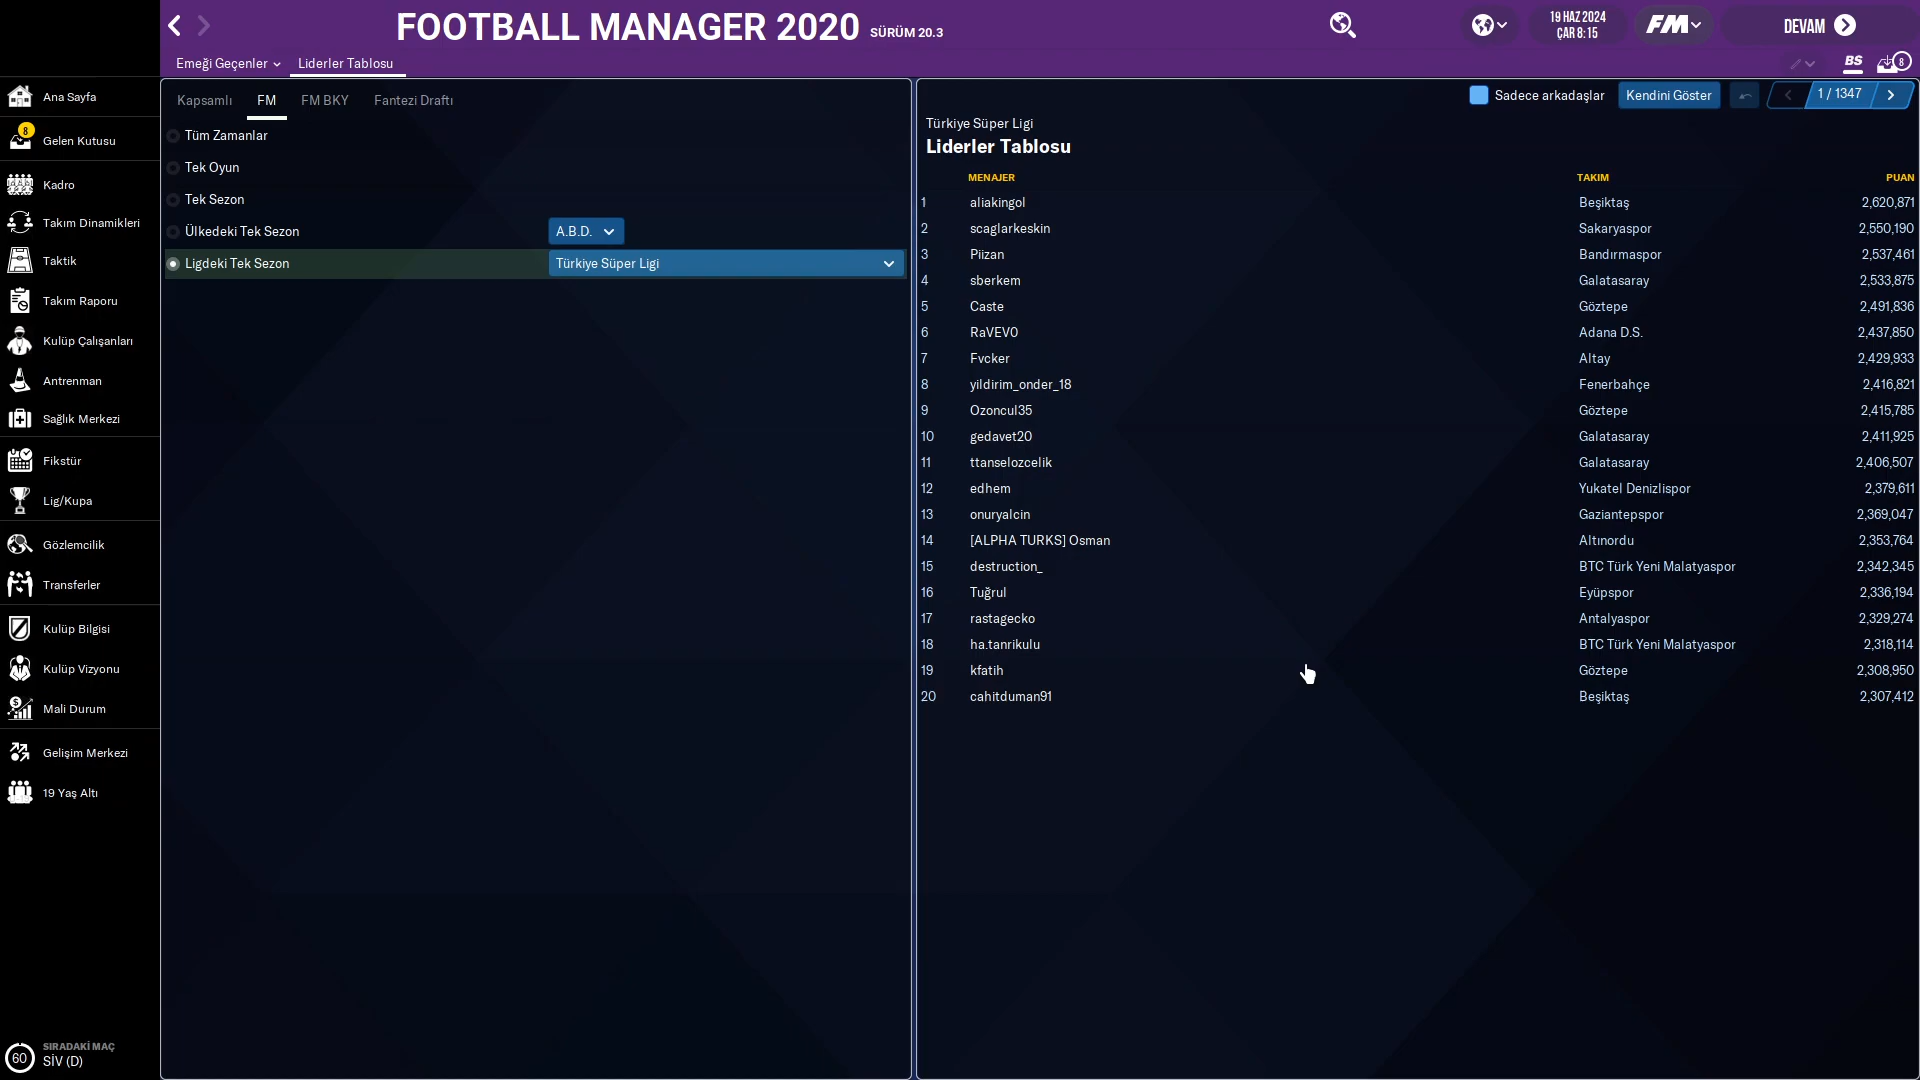 FOOTBALL MANAGER 2020 SÜRÜM 20.3
19 HAZ 2024
ÇAR 8:15
FM
DEVAM
Emeği Geçenler
Liderler Tablosu
BS
8
Ana Sayfa
8
Gelen Kutusu
Kadro
Takım Dinamikleri
Taktik
Takım Raporu
Kulüp Çalışanları
Antrenman
Sağlık Merkezi
Fikstür
Lig/Kupa
Gözlemcilik
Transferler
Kulüp Bilgisi
Kulüp Vizyonu
Mali Durum
Gelişim Merkezi
19 Yaş Altı
60
SIRADAKİ MAÇ
SİV (D)
Kapsamlı FM FM BKY Fantezi Draftı
Tüm Zamanlar
Tek Oyun
Tek Sezon
Ülkedeki Tek Sezon A.B.D.
Ligdeki Tek Sezon Türkiye Süper Ligi
Sadece arkadaşlar Kendini Göster 1 / 1347
Türkiye Süper Ligi
Liderler Tablosu
MENAJER TAKIM PUAN
1 aliakingol Beşiktaş 2,620,871
2 scaglarkeskin Sakaryaspor 2,550,190
3 Piizan Bandırmaspor 2,537,461
4 sberkem Galatasaray 2,533,875
5 Caste Göztepe 2,491,836
6 RaVEV0 Adana D.S. 2,437,850
7 Fvcker Altay 2,429,933
8 yildirim_onder_18 Fenerbahçe 2,416,821
9 Ozoncul35 Göztepe 2,415,785
10 gedavet20 Galatasaray 2,411,925
11 ttanselozcelik Galatasaray 2,406,507
12 edhem Yukatel Denizlispor 2,379,611
13 onuryalcin Gaziantepspor 2,369,047
14 [ALPHA TURKS] Osman Altınordu 2,353,764
15 destruction_ BTC Türk Yeni Malatyaspor 2,342,345
16 Tuğrul Eyüpspor 2,336,194
17 rastagecko Antalyaspor 2,329,274
18 ha.tanrikulu BTC Türk Yeni Malatyaspor 2,318,114
19 kfatih Göztepe 2,308,950
20 cahitduman91 Beşiktaş 2,307,412